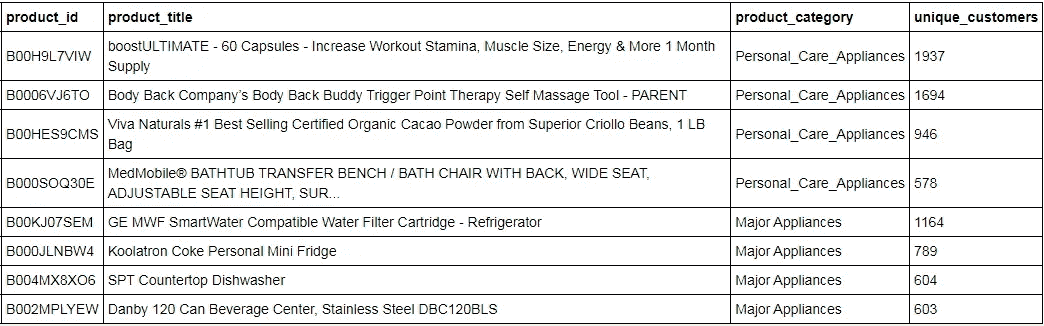 product_id product_title product_category unique_customers
B00H9L7VIW boostULTIMATE - 60 Capsules - Increase Workout Stamina, Muscle Size, Energy & More 1 Month Supply Personal_Care_Appliances 1937
B0006VJ6TO Body Back Company’s Body Back Buddy Trigger Point Therapy Self Massage Tool - PARENT Personal_Care_Appliances 1694
B00HES9CMS Viva Naturals #1 Best Selling Certified Organic Cacao Powder from Superior Criollo Beans, 1 LB Bag Personal_Care_Appliances 946
B000SOQ30E MedMobile® BATHTUB TRANSFER BENCH / BATH CHAIR WITH BACK, WIDE SEAT, ADJUSTABLE SEAT HEIGHT, SUR... Personal_Care_Appliances 578
B00KJ07SEM GE MWF SmartWater Compatible Water Filter Cartridge - Refrigerator Major Appliances 1164
B000JLNBW4 Koolatron Coke Personal Mini Fridge Major Appliances 789
B004MX8XO6 SPT Countertop Dishwasher Major Appliances 604
B002MPLYEW Danby 120 Can Beverage Center, Stainless Steel DBC120BLS Major Appliances 603